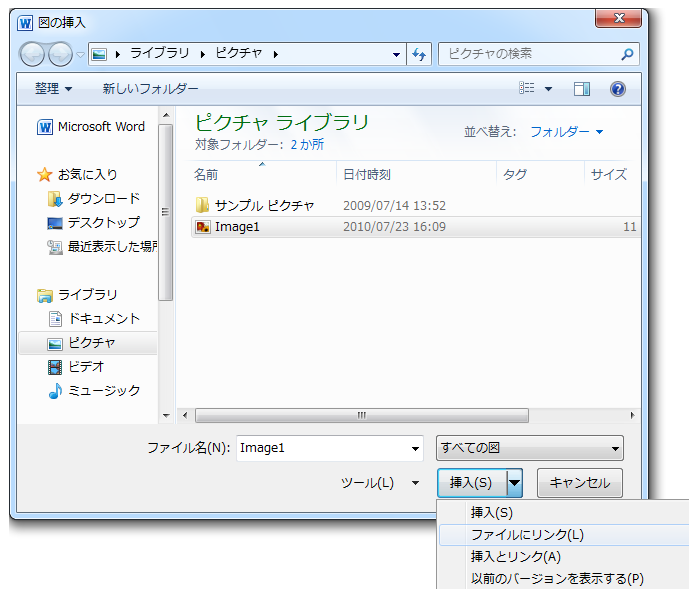 図の挿入
ライブラリ ピクチャ
ピクチャの検索
整理 新しいフォルダー
Microsoft Word
お気に入り
ダウンロード
デスクトップ
最近表示した場所
ライブラリ
ドキュメント
ピクチャ
ビデオ
ミュージック
ピクチャ ライブラリ
対象フォルダー: 2 か所
並べ替え: フォルダー
名前 日付時刻 タグ サイズ
サンプル ピクチャ 2009/07/14 13:52
Image1 2010/07/23 16:09 11
ファイル名(N): Image1 すべての図
ツール(L) 挿入(S) キャンセル
挿入(S)
ファイルにリンク(L)
挿入とリンク(A)
以前のバージョンを表示する(P)